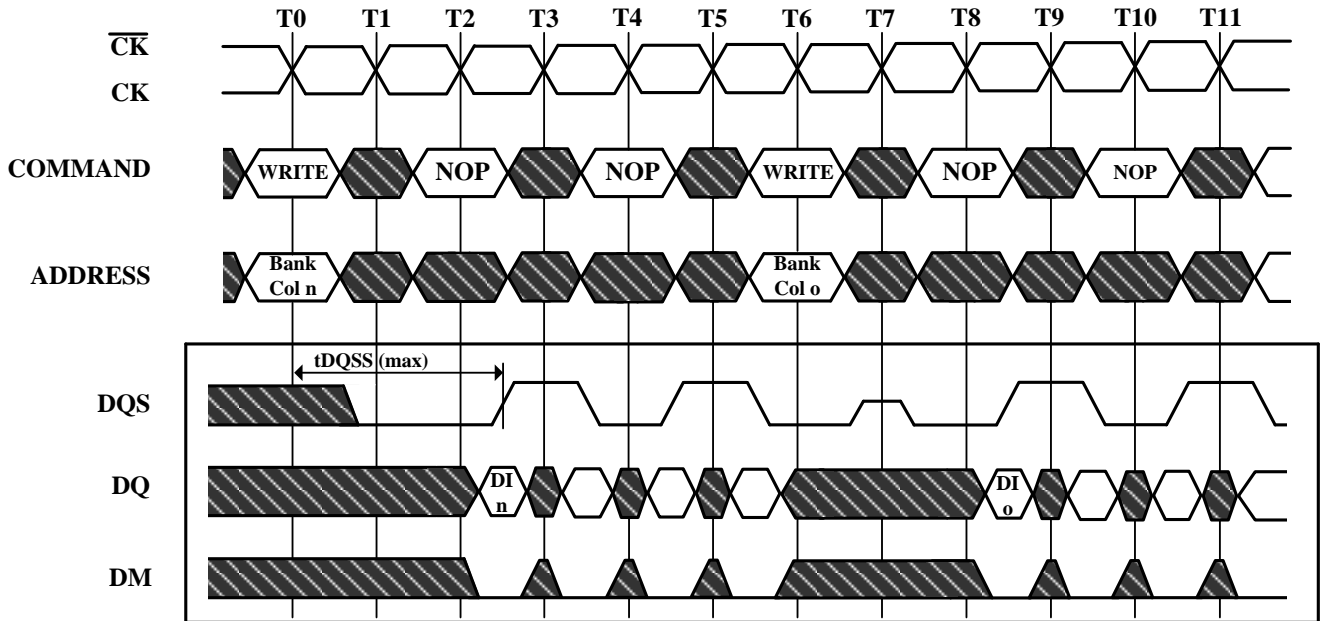 T0 T1 T2 T3 T4 T5 T6 T7 T8 T9 T10 T11
CK
CK
COMMAND WRITE NOP NOP WRITE NOP NOP
ADDRESS
Bank
Col n
Bank
Col o
tDQSS (max)
DQS
DQ
DI
n
DI
o
DM